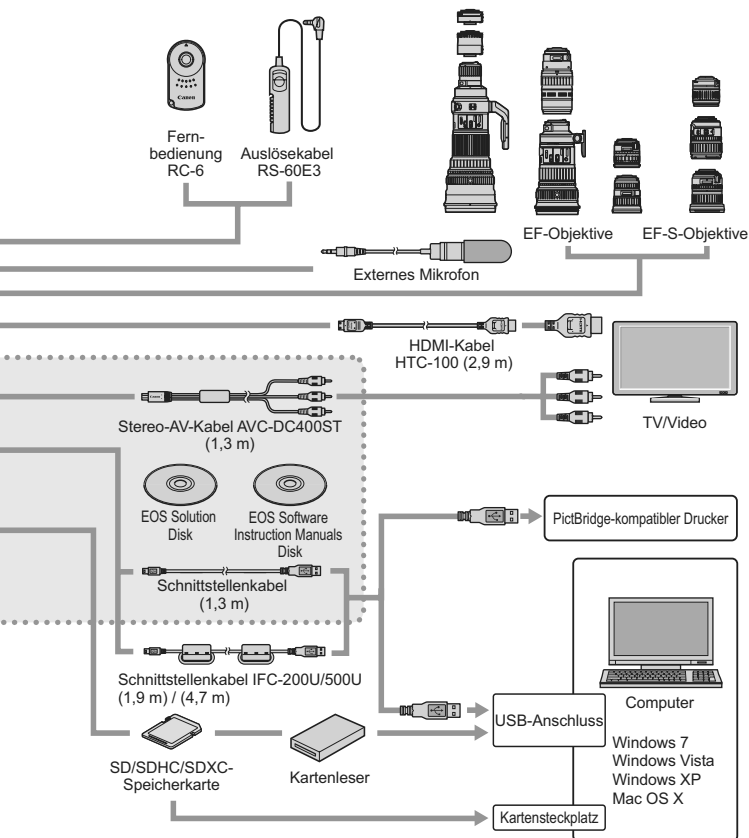 Canon
Fern-
bedienung
RC-6
Auslösekabel
RS-60E3
EF-Objektive
EF-S-Objektive
Externes Mikrofon
HDMI-Kabel
HTC-100 (2,9 m)
TV/Video
Stereo-AV-Kabel AVC-DC400ST
(1,3 m)
EOS Solution
Disk
EOS Software
Instruction Manuals
Disk
PictBridge-kompatibler Drucker
Schnittstellenkabel
(1,3 m)
Schnittstellenkabel IFC-200U/500U
(1,9 m) / (4,7 m)
Computer
USB-Anschluss
Windows 7
Windows Vista
Windows XP
Mac OS X
SD/SDHC/SDXC-
Speicherkarte
Kartenleser
Kartensteckplatz